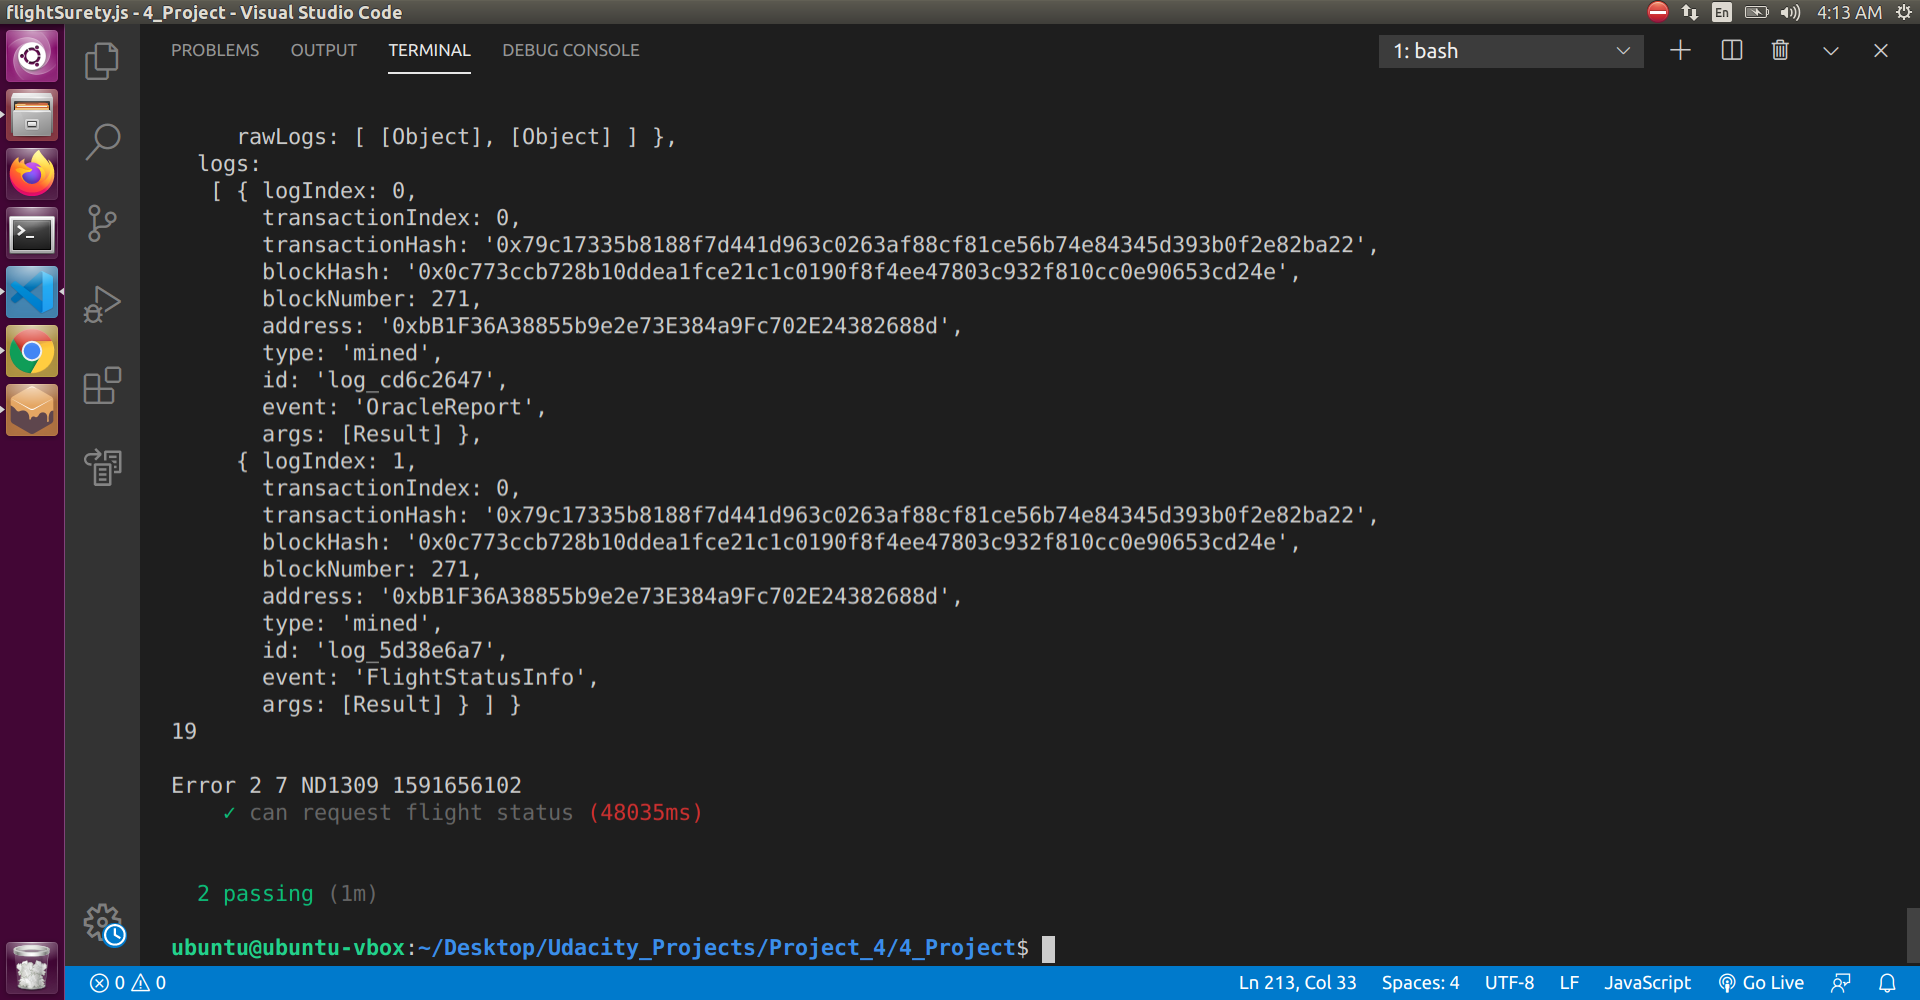 flightSurety.js - 4_Project - Visual Studio Code
En
4:13 AM
PROBLEMS OUTPUT TERMINAL DEBUG CONSOLE
1: bash
rawLogs: [ [Object], [Object] ] },
logs:
[ { logIndex: 0,
transactionIndex: 0,
transactionHash: '0x79c17335b8188f7d441d963c0263af88cf81ce56b74e84345d393b0f2e82ba22',
blockHash: '0x0c773ccb728b10ddea1fce21c1c0190f8f4ee47803c932f810cc0e90653cd24e',
blockNumber: 271,
address: '0xbB1F36A38855b9e2e73E384a9Fc702E24382688d',
type: 'mined',
id: 'log_cd6c2647',
event: 'OracleReport',
args: [Result] },
{ logIndex: 1,
transactionIndex: 0,
transactionHash: '0x79c17335b8188f7d441d963c0263af88cf81ce56b74e84345d393b0f2e82ba22',
blockHash: '0x0c773ccb728b10ddea1fce21c1c0190f8f4ee47803c932f810cc0e90653cd24e',
blockNumber: 271,
address: '0xbB1F36A38855b9e2e73E384a9Fc702E24382688d',
type: 'mined',
id: 'log_5d38e6a7',
event: 'FlightStatusInfo',
args: [Result] } ] }
19
Error 2 7 ND1309 1591656102
✓ can request flight status (48035ms)
2 passing (1m)
ubuntu@ubuntu-vbox:~/Desktop/Udacity_Projects/Project_4/4_Project$
0 0
Ln 213, Col 33 Spaces: 4 UTF-8 LF JavaScript Go Live